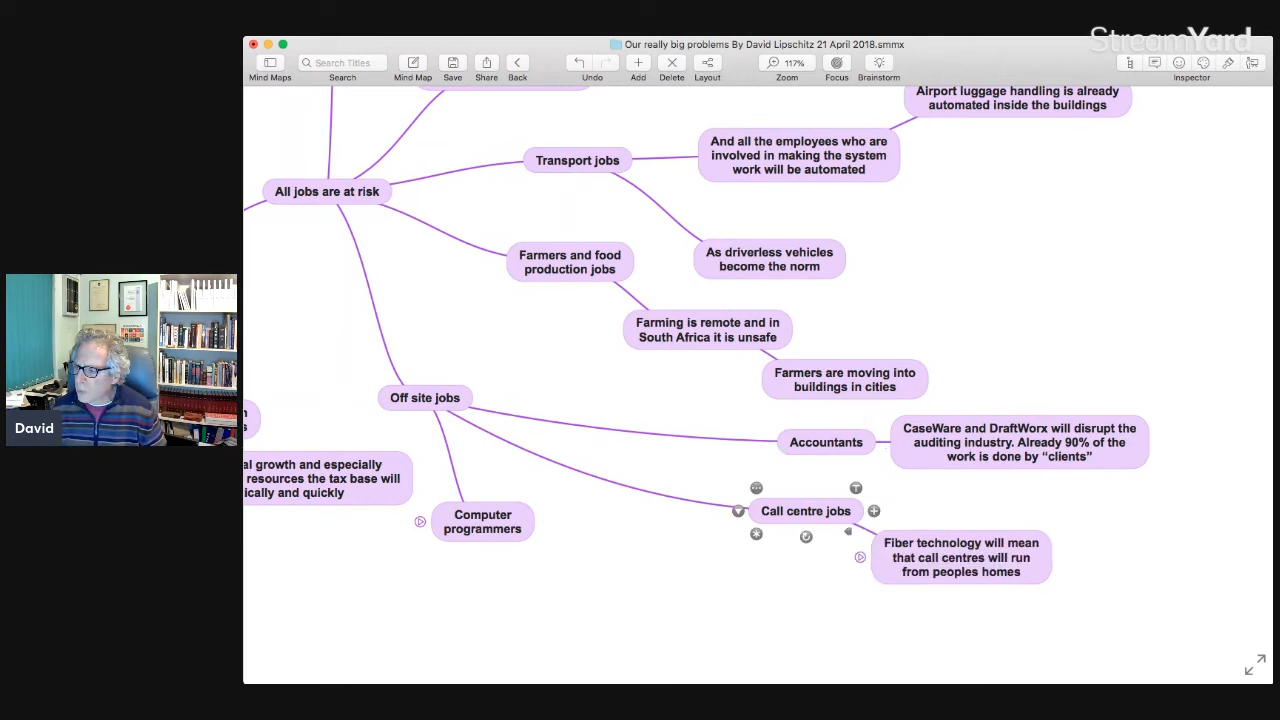 StreamYard
Our really big problems By David Lipschitz 21 April 2018.smmx
Search Titles
117%
Mind Maps
Search
Mind Map
Save
Share
Back
Undo
Add
Delete
Layout
Zoom
Focus
Brainstorm
Inspector
Airport luggage handling is already
automated inside the buildings
And all the employees who are
involved in making the system
work will be automated
Transport jobs
All jobs are at risk
As driverless vehicles
become the norm
Farmers and food
production jobs
Farming is remote and in
South Africa it is unsafe
Farmers are moving into
buildings in cities
Off site jobs
Accountants
CaseWare and DraftWorx will disrupt the
auditing industry. Already 90% of the
work is done by “clients”
al growth and especially
resources the tax base will
ically and quickly
Computer
programmers
Call centre jobs
Fiber technology will mean
that call centres will run
from peoples homes
David